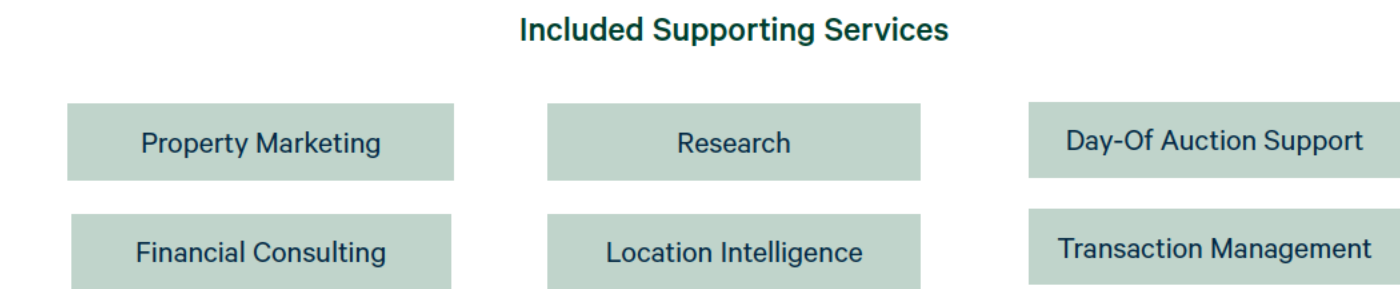 Included Supporting Services
Property Marketing
Research
Day-Of Auction Support
Financial Consulting
Location Intelligence
Transaction Management